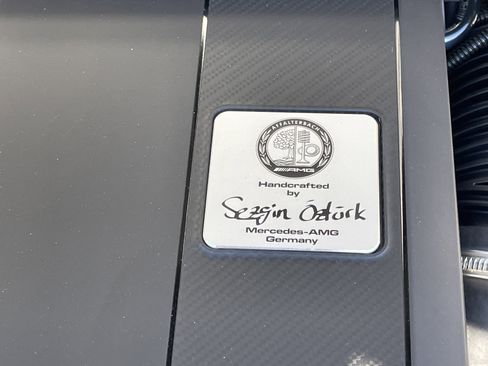 AFFALTERBACH
AMG
Handcrafted
by
Sezgin Öztürk
Mercedes-AMG
Germany